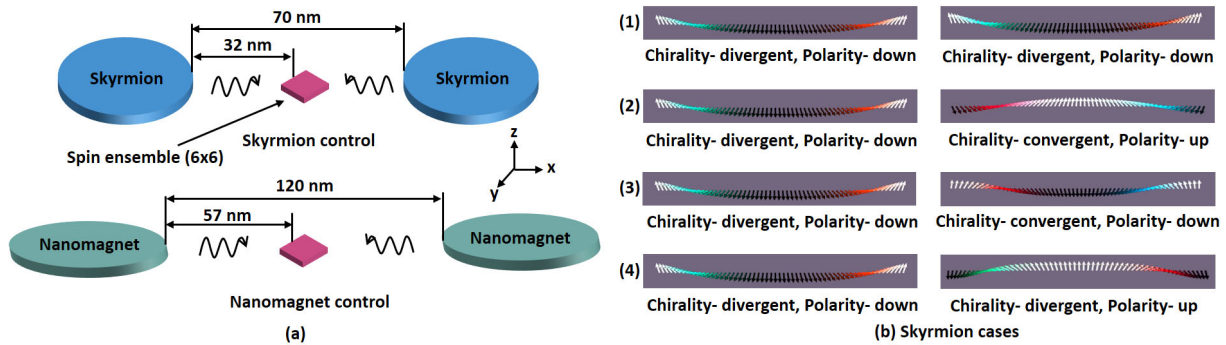 70 nm
32 nm
Skyrmion
Skyrmion
Spin ensemble (6x6)
Skyrmion control
z
x
y
120 nm
57 nm
Nanomagnet
Nanomagnet
Nanomagnet control
(a)
(1)
Chirality- divergent, Polarity- down
Chirality- divergent, Polarity- down
(2)
Chirality- divergent, Polarity- down
Chirality- convergent, Polarity- up
(3)
Chirality- divergent, Polarity- down
Chirality- convergent, Polarity- down
(4)
Chirality- divergent, Polarity- down
Chirality- divergent, Polarity- up
(b) Skyrmion cases